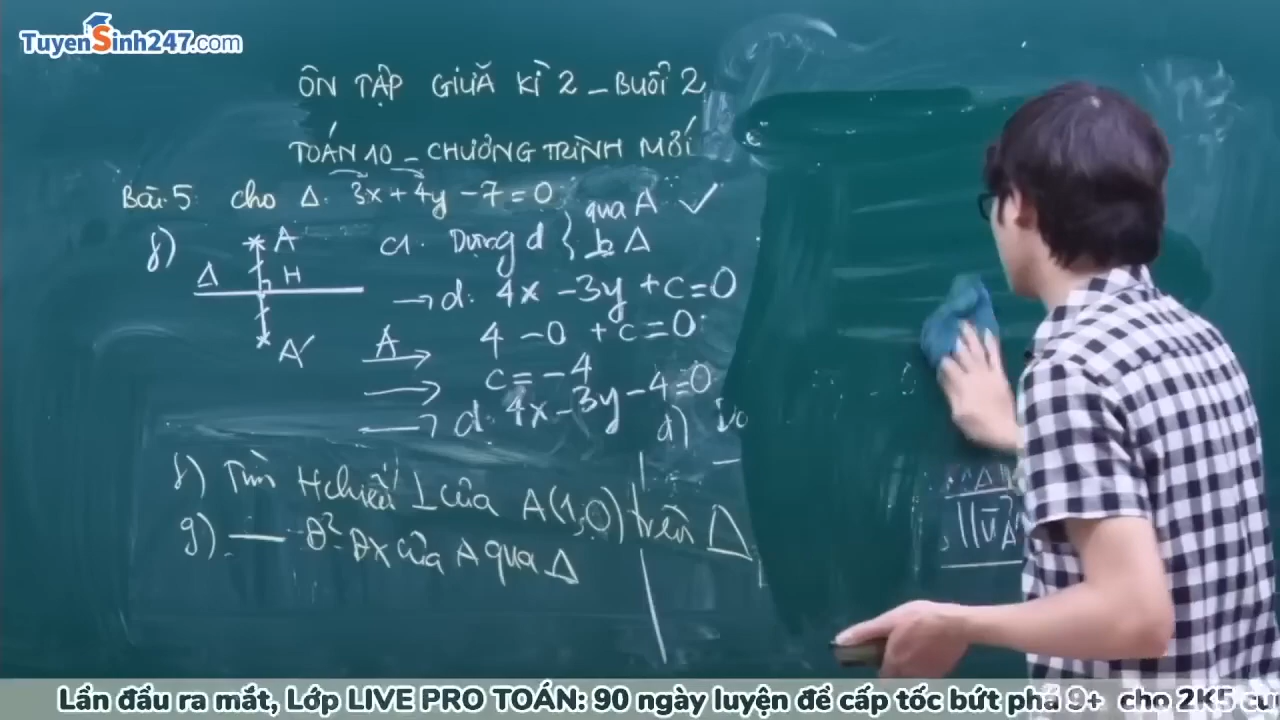 TuyenSinh247.com
ÔN TẬP GIỮA KÌ 2 _ BUỔI 2
TOÁN 10 _ CHƯƠNG TRÌNH MỚI
Bài 5 cho Δ: 3x + 4y - 7 = 0
f) A c1. Dựng d { qua A ✓
Δ H ⊥ Δ
→ d: 4x - 3y + c = 0
A' A → 4 - 0 + c = 0
→ c = -4
→ d: 4x - 3y - 4 = 0
d)
f) Tìm H chiếu ⊥ của A(1,0) trên Δ
g) — đx của A qua Δ
Lần đầu ra mắt, Lớp LIVE PRO TOÁN: 90 ngày luyện đề cấp tốc bứt phá 9+ cho 2K5